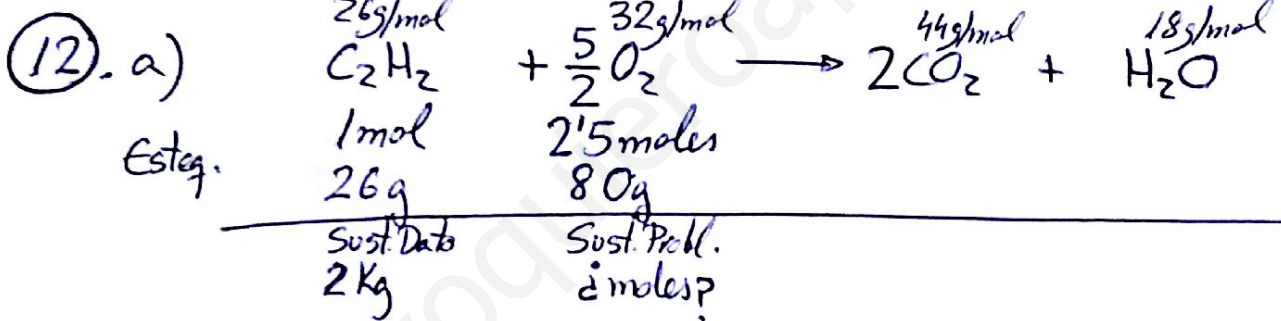 26g/mol 32g/mol 44g/mol 18g/mol
12. a) C₂H₂ + 5/2 O₂ → 2CO₂ + H₂O
Esteq. 1mol 2'5moles
26g 80g
Sust. Dato Sust. Probl.
2Kg ¿moles?